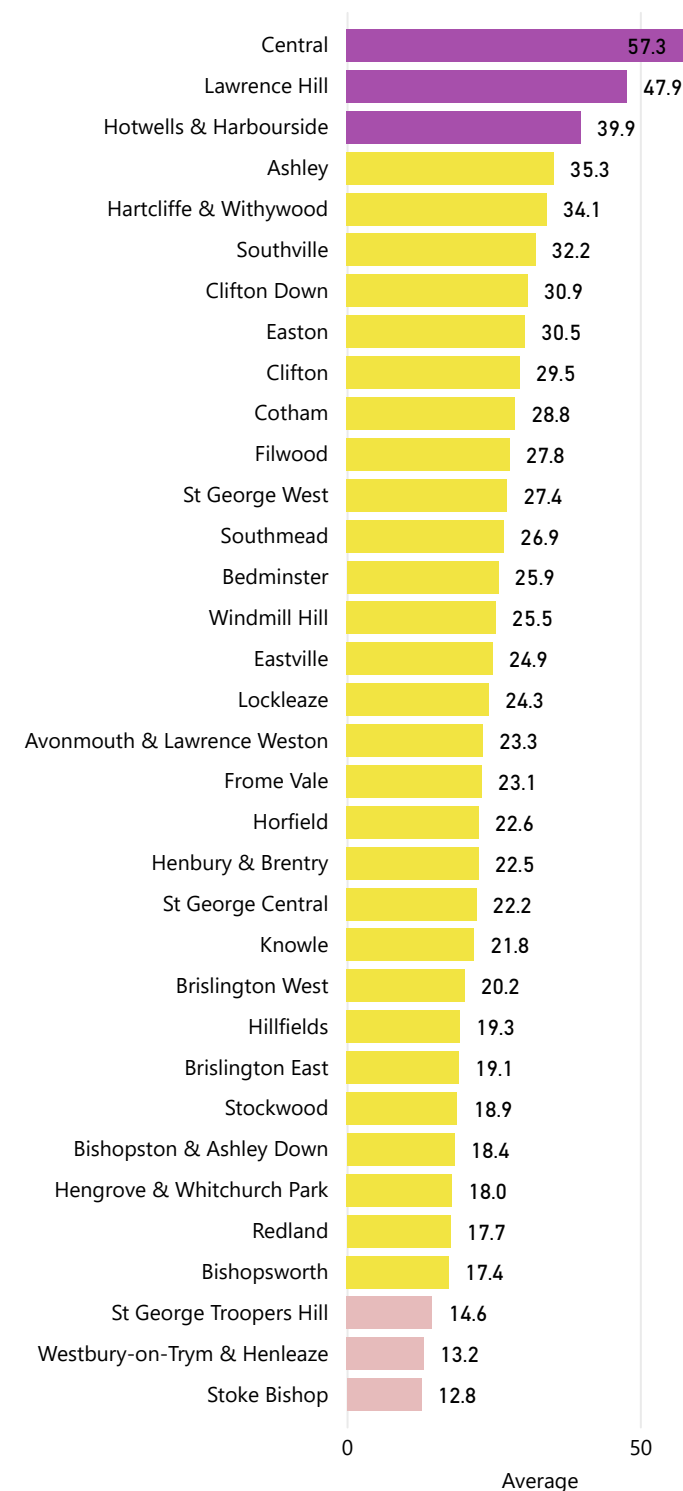 Central 57.3
Lawrence Hill 47.9
Hotwells & Harbourside 39.9
Ashley 35.3
Hartcliffe & Withywood 34.1
Southville 32.2
Clifton Down 30.9
Easton 30.5
Clifton 29.5
Cotham 28.8
Filwood 27.8
St George West 27.4
Southmead 26.9
Bedminster 25.9
Windmill Hill 25.5
Eastville 24.9
Lockleaze 24.3
Avonmouth & Lawrence Weston 23.3
Frome Vale 23.1
Horfield 22.6
Henbury & Brentry 22.5
St George Central 22.2
Knowle 21.8
Brislington West 20.2
Hillfields 19.3
Brislington East 19.1
Stockwood 18.9
Bishopston & Ashley Down 18.4
Hengrove & Whitchurch Park 18.0
Redland 17.7
Bishopsworth 17.4
St George Troopers Hill 14.6
Westbury-on-Trym & Henleaze 13.2
Stoke Bishop 12.8
0 50
Average